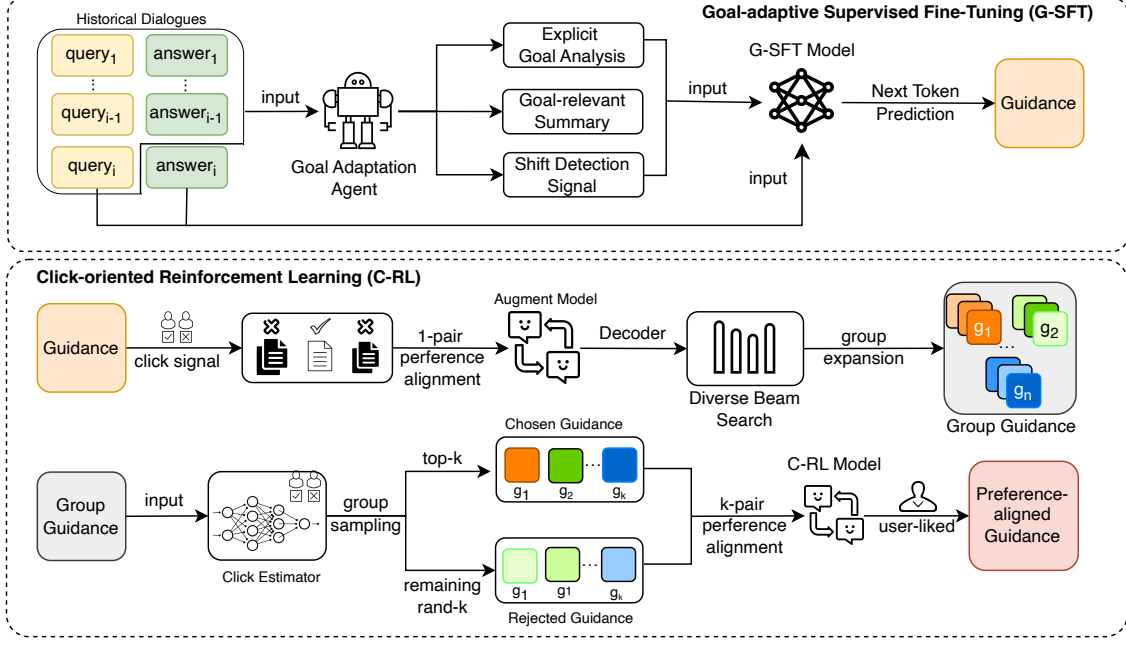 Goal-adaptive Supervised Fine-Tuning (G-SFT)
Historical Dialogues
query1
answer1
queryi-1
answeri-1
queryi
answeri
input
Goal Adaptation
Agent
Explicit
Goal Analysis
Goal-relevant
Summary
Shift Detection
Signal
input
input
G-SFT Model
Next Token
Prediction
Guidance
Click-oriented Reinforcement Learning (C-RL)
Guidance
click signal
1-pair
perference
alignment
Augment Model
Decoder
Diverse Beam
Search
group
expansion
g1
g2
...
gn
Group Guidance
Group
Guidance
input
Click Estimator
group
sampling
top-k
remaining
rand-k
Chosen Guidance
g1
g2
...
gk
g1
g1
...
gk
Rejected Guidance
k-pair
perference
alignment
C-RL Model
user-liked
Preference-
aligned
Guidance